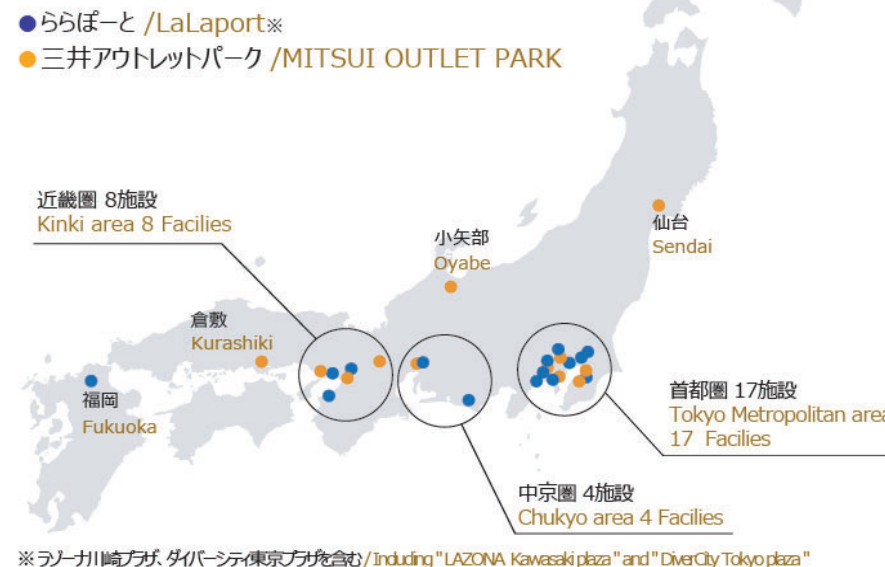 ●ららぽーと /LaLaport※
●三井アウトレットパーク /MITSUI OUTLET PARK
近畿圏 8施設
Kinki area 8 Facilies
仙台
Sendai
小矢部
Oyabe
倉敷
Kurashiki
福岡
Fukuoka
首都圏 17施設
Tokyo Metropolitan area
17 Facilies
中京圏 4施設
Chukyo area 4 Facilies
※ ラゾーナ川崎プラザ、ダイバーシティ東京プラザを含む / Including " LAZONA Kawasaki plaza " and " DiverCity Tokyo plaza "